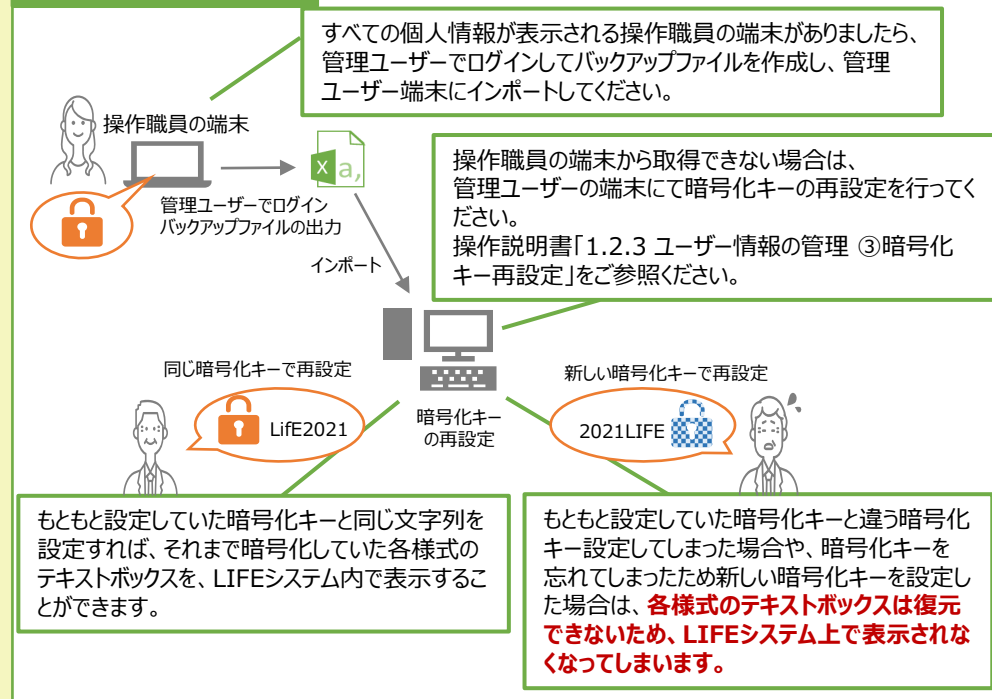 すべての個人情報が表示される操作職員の端末がありましたら、
管理ユーザーでログインしてバックアップファイルを作成し、管理
ユーザー端末にインポートしてください。
操作職員の端末
X a,
管理ユーザーでログイン
バックアップファイルの出力
操作職員の端末から取得できない場合は、
管理ユーザーの端末にて暗号化キーの再設定を行ってく
ださい。
操作説明書「1.2.3 ユーザー情報の管理 ③暗号化
キー再設定」をご参照ください。
インポート
同じ暗号化キーで再設定
新しい暗号化キーで再設定
LifE2021
暗号化キー
の再設定
2021LIFE
もともと設定していた暗号化キーと同じ文字列を
設定すれば、それまで暗号化していた各様式の
テキストボックスを、LIFEシステム内で表示するこ
とができます。
もともと設定していた暗号化キーと違う暗号化
キー設定してしまった場合や、暗号化キーを
忘れてしまったため新しい暗号化キーを設定し
た場合は、各様式のテキストボックスは復元
できないため、LIFEシステム上で表示されな
くなってしまいます。